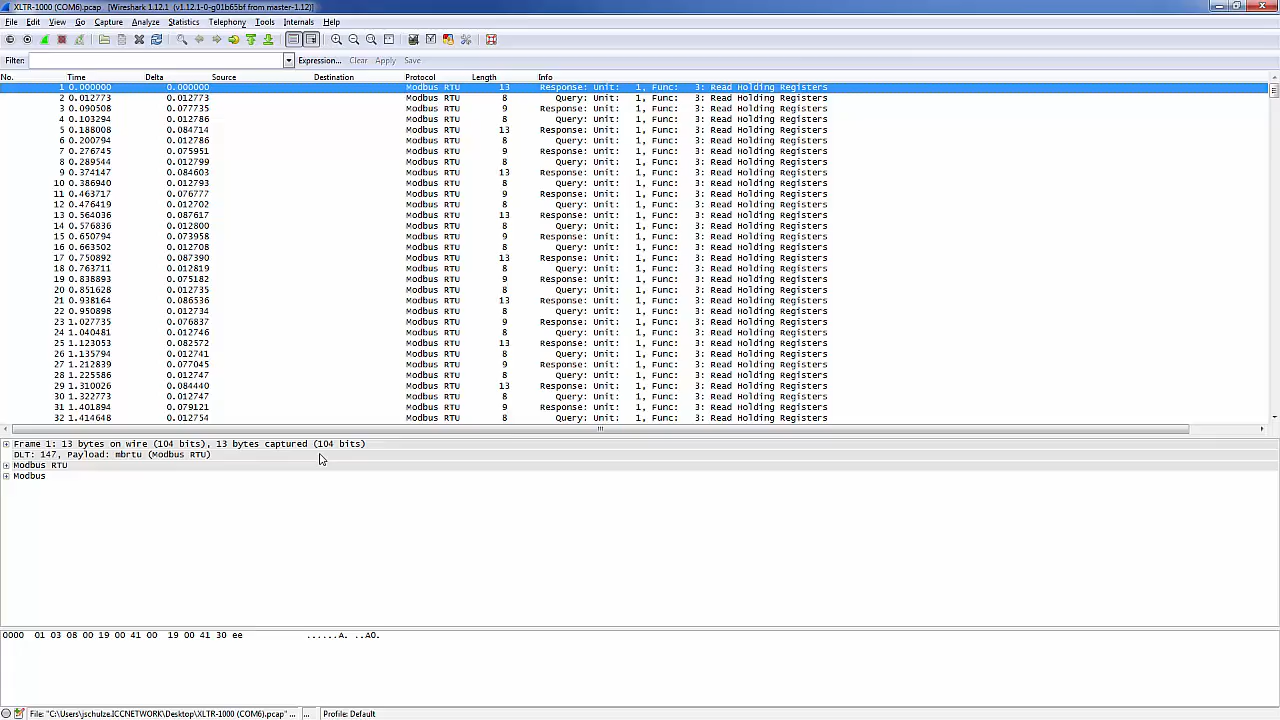 XLTR-1000 (COM6).pcap [Wireshark 1.12.1 (v1.12.1-0-g01b65bf from master-1.12)]
File Edit View Go Capture Analyze Statistics Telephony Tools Internals Help
Filter: Expression... Clear Apply Save
No. Time Delta Source Destination Protocol Length Info
1 0.000000 0.000000 Modbus RTU 13 Response: Unit: 1, Func: 3: Read Holding Registers
2 0.012773 0.012773 Modbus RTU 8 Query: Unit: 1, Func: 3: Read Holding Registers
3 0.090508 0.077735 Modbus RTU 9 Response: Unit: 1, Func: 3: Read Holding Registers
4 0.103294 0.012786 Modbus RTU 8 Query: Unit: 1, Func: 3: Read Holding Registers
5 0.188008 0.084714 Modbus RTU 13 Response: Unit: 1, Func: 3: Read Holding Registers
6 0.200794 0.012786 Modbus RTU 8 Query: Unit: 1, Func: 3: Read Holding Registers
7 0.276745 0.075951 Modbus RTU 9 Response: Unit: 1, Func: 3: Read Holding Registers
8 0.289544 0.012799 Modbus RTU 8 Query: Unit: 1, Func: 3: Read Holding Registers
9 0.374147 0.084603 Modbus RTU 13 Response: Unit: 1, Func: 3: Read Holding Registers
10 0.386940 0.012793 Modbus RTU 8 Query: Unit: 1, Func: 3: Read Holding Registers
11 0.463717 0.076777 Modbus RTU 9 Response: Unit: 1, Func: 3: Read Holding Registers
12 0.476419 0.012702 Modbus RTU 8 Query: Unit: 1, Func: 3: Read Holding Registers
13 0.564036 0.087617 Modbus RTU 13 Response: Unit: 1, Func: 3: Read Holding Registers
14 0.576836 0.012800 Modbus RTU 8 Query: Unit: 1, Func: 3: Read Holding Registers
15 0.650794 0.073958 Modbus RTU 9 Response: Unit: 1, Func: 3: Read Holding Registers
16 0.663502 0.012708 Modbus RTU 8 Query: Unit: 1, Func: 3: Read Holding Registers
17 0.750892 0.087390 Modbus RTU 13 Response: Unit: 1, Func: 3: Read Holding Registers
18 0.763711 0.012819 Modbus RTU 8 Query: Unit: 1, Func: 3: Read Holding Registers
19 0.838893 0.075182 Modbus RTU 9 Response: Unit: 1, Func: 3: Read Holding Registers
20 0.851628 0.012735 Modbus RTU 8 Query: Unit: 1, Func: 3: Read Holding Registers
21 0.938164 0.086536 Modbus RTU 13 Response: Unit: 1, Func: 3: Read Holding Registers
22 0.950898 0.012734 Modbus RTU 8 Query: Unit: 1, Func: 3: Read Holding Registers
23 1.027735 0.076837 Modbus RTU 9 Response: Unit: 1, Func: 3: Read Holding Registers
24 1.040481 0.012746 Modbus RTU 8 Query: Unit: 1, Func: 3: Read Holding Registers
25 1.123053 0.082572 Modbus RTU 13 Response: Unit: 1, Func: 3: Read Holding Registers
26 1.135794 0.012741 Modbus RTU 8 Query: Unit: 1, Func: 3: Read Holding Registers
27 1.212839 0.077045 Modbus RTU 9 Response: Unit: 1, Func: 3: Read Holding Registers
28 1.225586 0.012747 Modbus RTU 8 Query: Unit: 1, Func: 3: Read Holding Registers
29 1.310026 0.084440 Modbus RTU 13 Response: Unit: 1, Func: 3: Read Holding Registers
30 1.322773 0.012747 Modbus RTU 8 Query: Unit: 1, Func: 3: Read Holding Registers
31 1.401894 0.079121 Modbus RTU 9 Response: Unit: 1, Func: 3: Read Holding Registers
32 1.414648 0.012754 Modbus RTU 8 Query: Unit: 1, Func: 3: Read Holding Registers
Frame 1: 13 bytes on wire (104 bits), 13 bytes captured (104 bits)
DLT: 147, Payload: mbrtu (Modbus RTU)
Modbus RTU
Modbus
0000 01 03 08 00 19 00 41 00 19 00 41 30 ee ......A. ..A0.
File: "C:\Users\jschulze.ICCNETWORK\Desktop\XLTR-1000 (COM6).pcap" ... ... Profile: Default